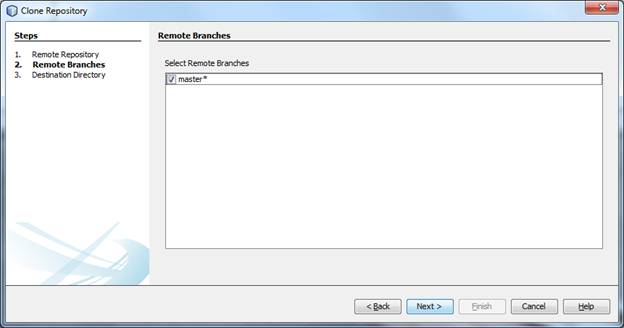 Clone Repository
Steps
1. Remote Repository
2. Remote Branches
3. Destination Directory
Remote Branches
Select Remote Branches
master*
< Back
Next >
Finish
Cancel
Help